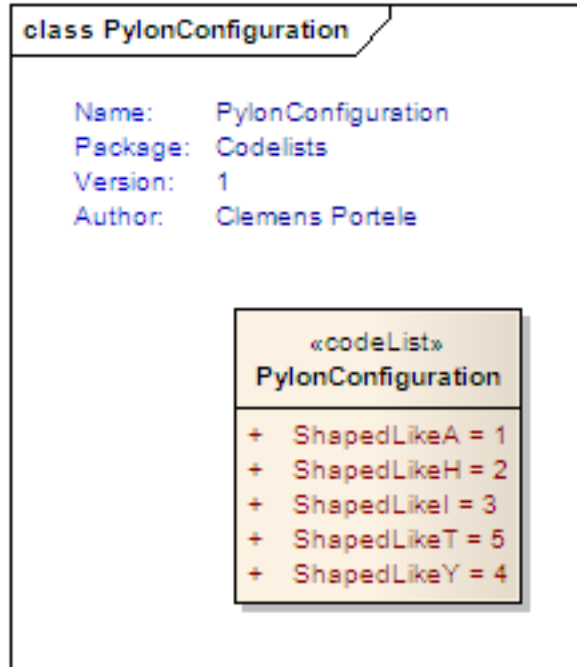 class PylonConfiguration
Name: PylonConfiguration
Package: Codelists
Version: 1
Author: Clemens Portele
«codeList»
PylonConfiguration
+ ShapedLikeA = 1
+ ShapedLikeH = 2
+ ShapedLikeI = 3
+ ShapedLikeT = 5
+ ShapedLikeY = 4